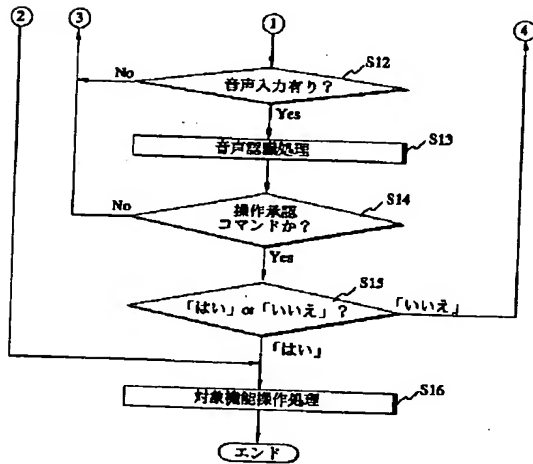 ② ③ ① ④
S12
No
音声入力有り?
Yes
S13
音声認識処理
S14
No
操作承認
コマンドか?
Yes
S15
「はい」or「いいえ」?
「いいえ」
「はい」
S16
対象機能操作処理
エンド